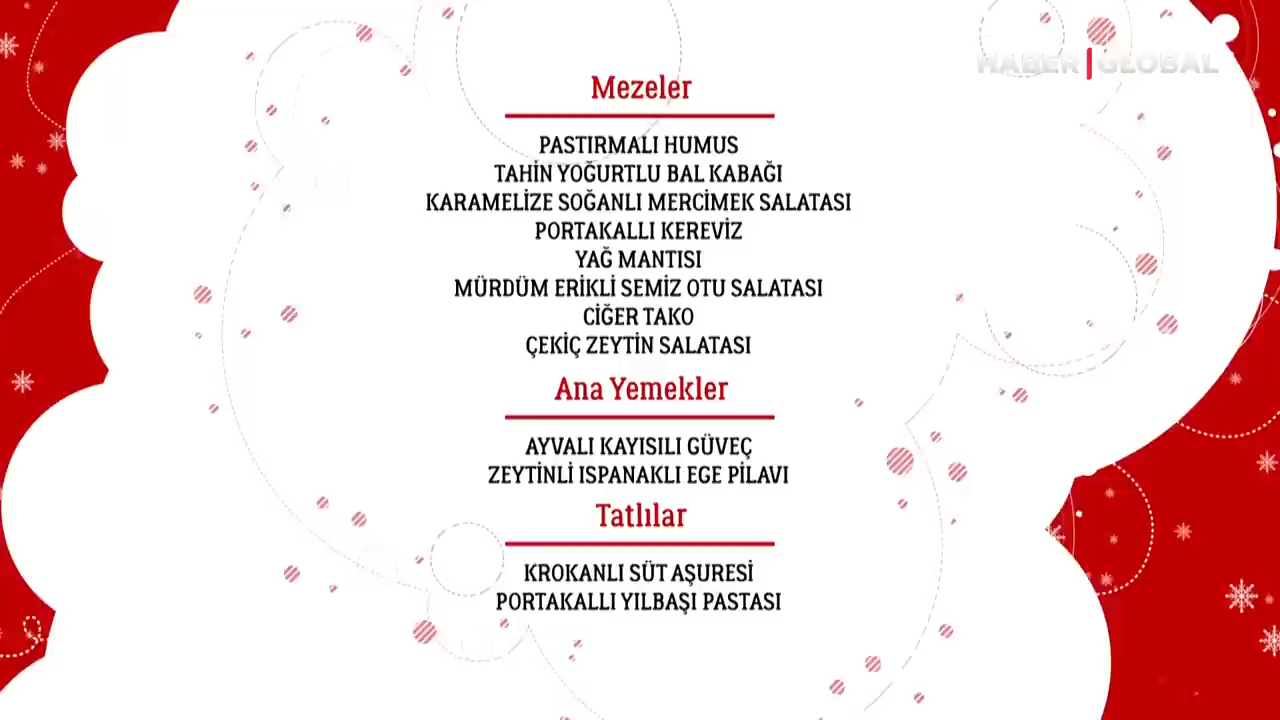 HABER GLOBAL
Mezeler
PASTIRMALI HUMUS
TAHİN YOĞURTLU BAL KABAĞI
KARAMELİZE SOĞANLI MERCİMEK SALATASI
PORTAKALLI KEREVİZ
YAĞ MANTISI
MÜRDÜM ERİKLİ SEMİZ OTU SALATASI
CİĞER TAKO
ÇEKİÇ ZEYTİN SALATASI
Ana Yemekler
AYVALI KAYISILI GÜVEÇ
ZEYTİNLİ ISPANAKLI EGE PİLAVI
Tatlılar
KROKANLI SÜT AŞURESİ
PORTAKALLI YILBAŞI PASTASI